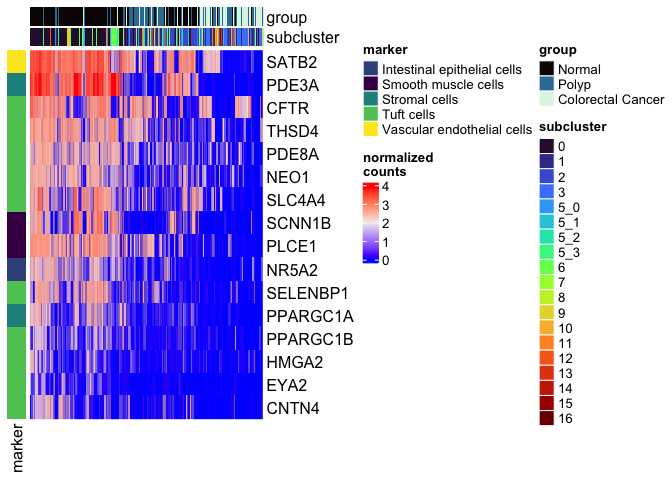 group
subcluster
SATB2
PDE3A
CFTR
THSD4
PDE8A
NEO1
SLC4A4
SCNN1B
PLCE1
NR5A2
SELENBP1
PPARGC1A
PPARGC1B
HMGA2
EYA2
CNTN4
marker
marker
Intestinal epithelial cells
Smooth muscle cells
Stromal cells
Tuft cells
Vascular endothelial cells
normalized
counts
4
3
2
1
0
group
Normal
Polyp
Colorectal Cancer
subcluster
0
1
2
3
5_0
5_1
5_2
5_3
6
7
8
9
10
11
12
13
14
15
16